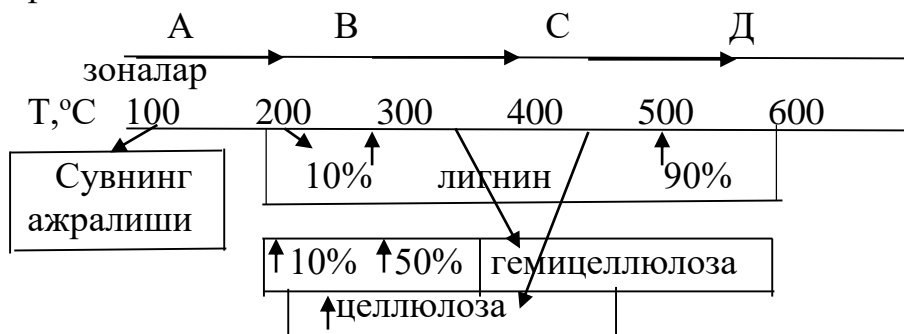 А В С Д
зоналар
Т,°С 100 200 300 400 500 600
Сувнинг 10% лигнин 90%
ажралиши
10% 50% гемицеллюлоза
целлюлоза